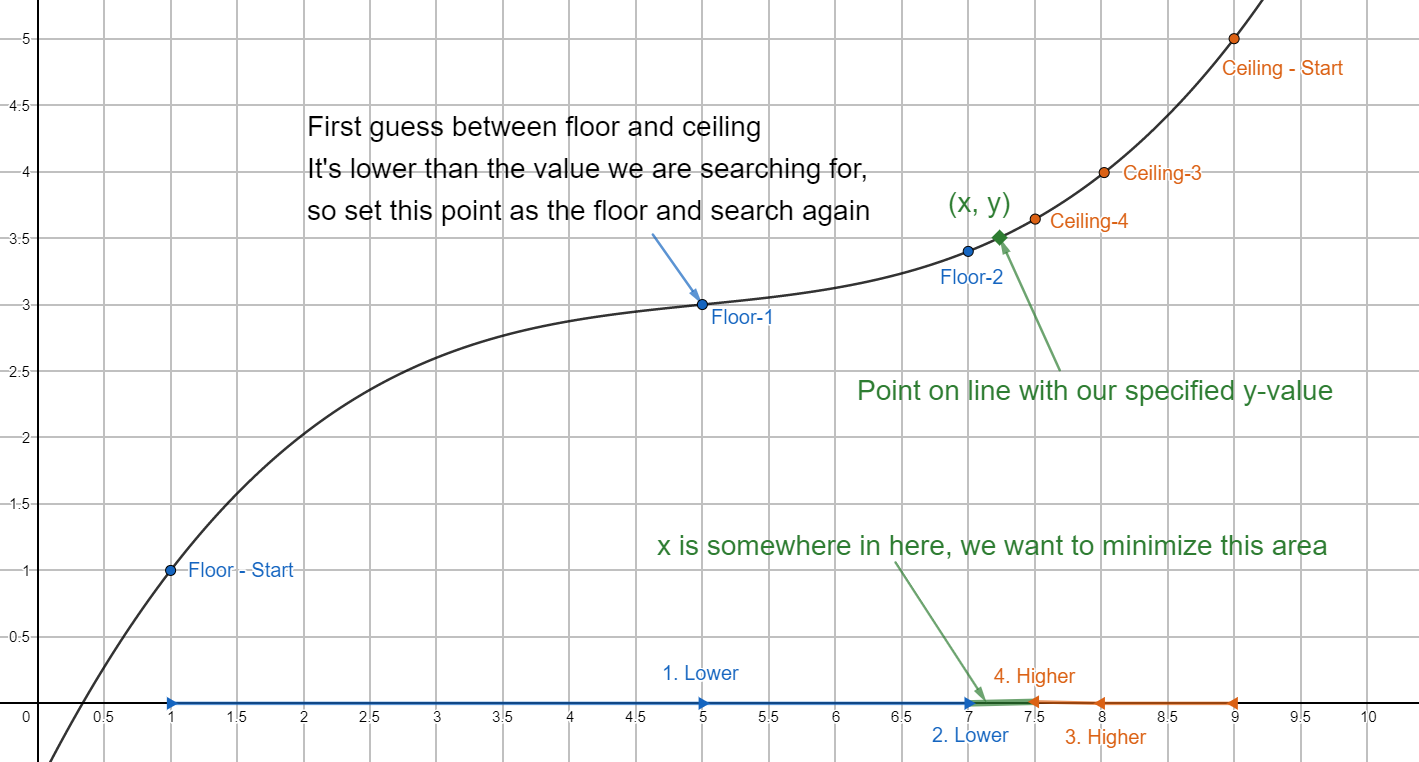 5
Ceiling - Start
4.5
First guess between floor and ceiling
It's lower than the value we are searching for,
so set this point as the floor and search again
4
Ceiling-3
(x, y)
Ceiling-4
3.5
Floor-2
3
Floor-1
2.5
Point on line with our specified y-value
2
1.5
x is somewhere in here, we want to minimize this area
1
Floor - Start
0.5
1. Lower
4. Higher
0 0.5 1 1.5 2 2.5 3 3.5 4 4.5 5 5.5 6 6.5 7 7.5 8 8.5 9 9.5 10
2. Lower
3. Higher